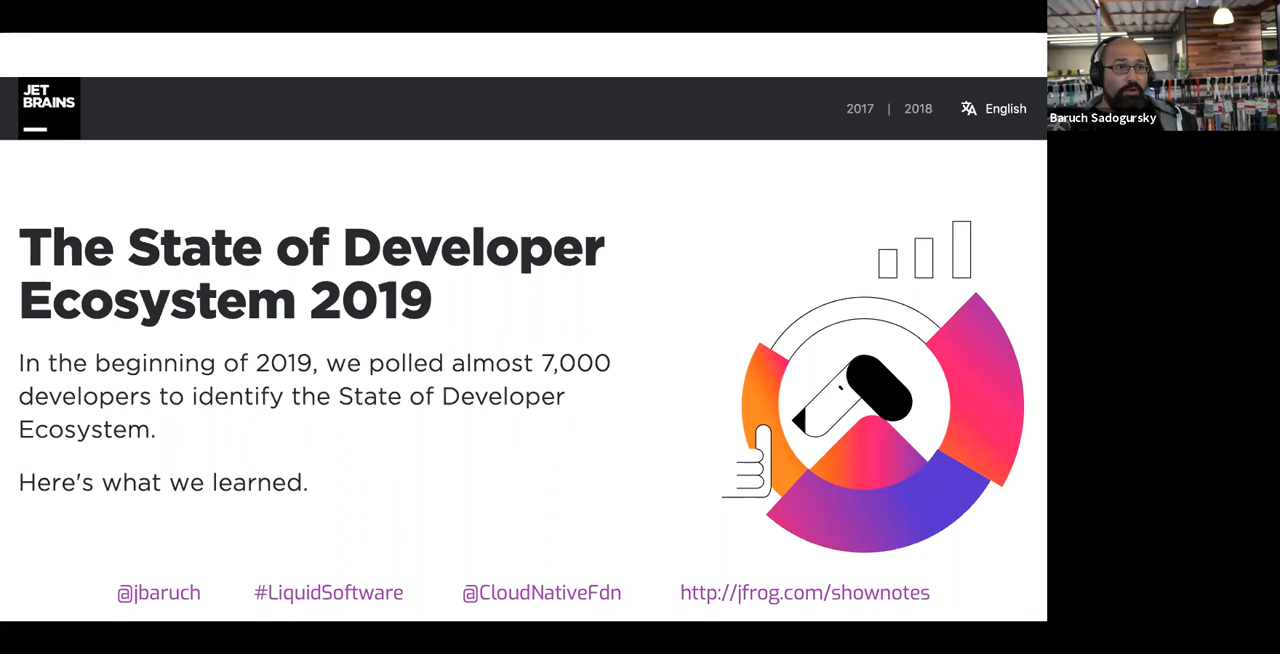 JET
BRAINS
2017 | 2018 English
Baruch Sadogursky
The State of Developer
Ecosystem 2019
In the beginning of 2019, we polled almost 7,000
developers to identify the State of Developer
Ecosystem.
Here's what we learned.
@jbaruch #LiquidSoftware @CloudNativeFdn http://jfrog.com/shownotes